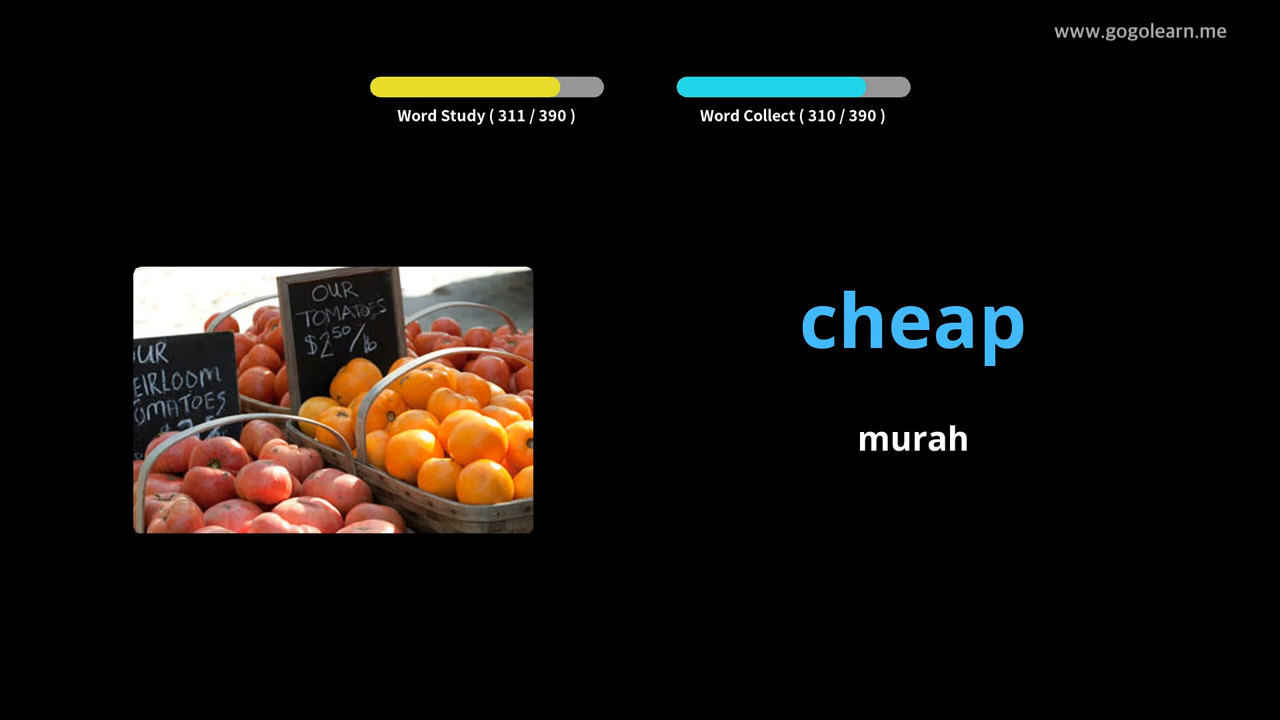 www.gogolearn.me
Word Study ( 311 / 390 )
Word Collect ( 310 / 390 )
OUR
TOMATOES
$2.50/lb
UR
EIRLOOM
OMATOES
cheap
murah